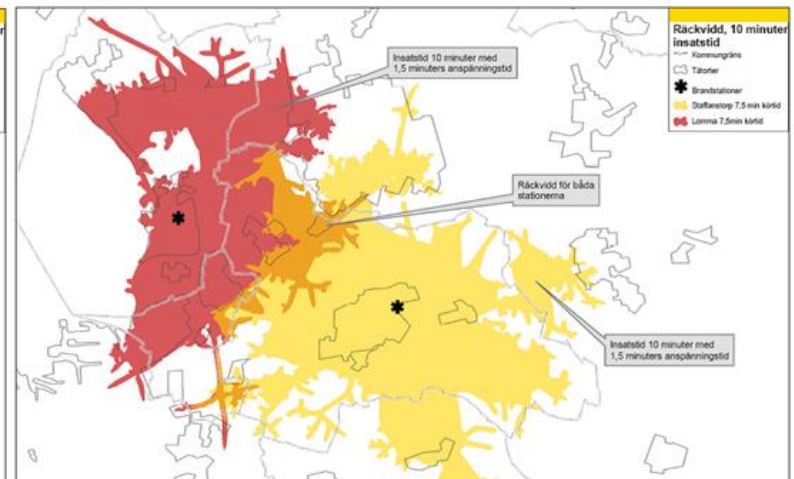 Räckvidd, 10 minuter
insatstid
Kommungräns
Tätorter
Brandstationer
Staffanstorp 7,5 min körtid
Lomma 7,5min körtid
Insatstid 10 minuter med
1,5 minuters anspänningstid
Räckvidd för båda
stationerna
Insatstid 10 minuter med
1,5 minuters anspänningstid